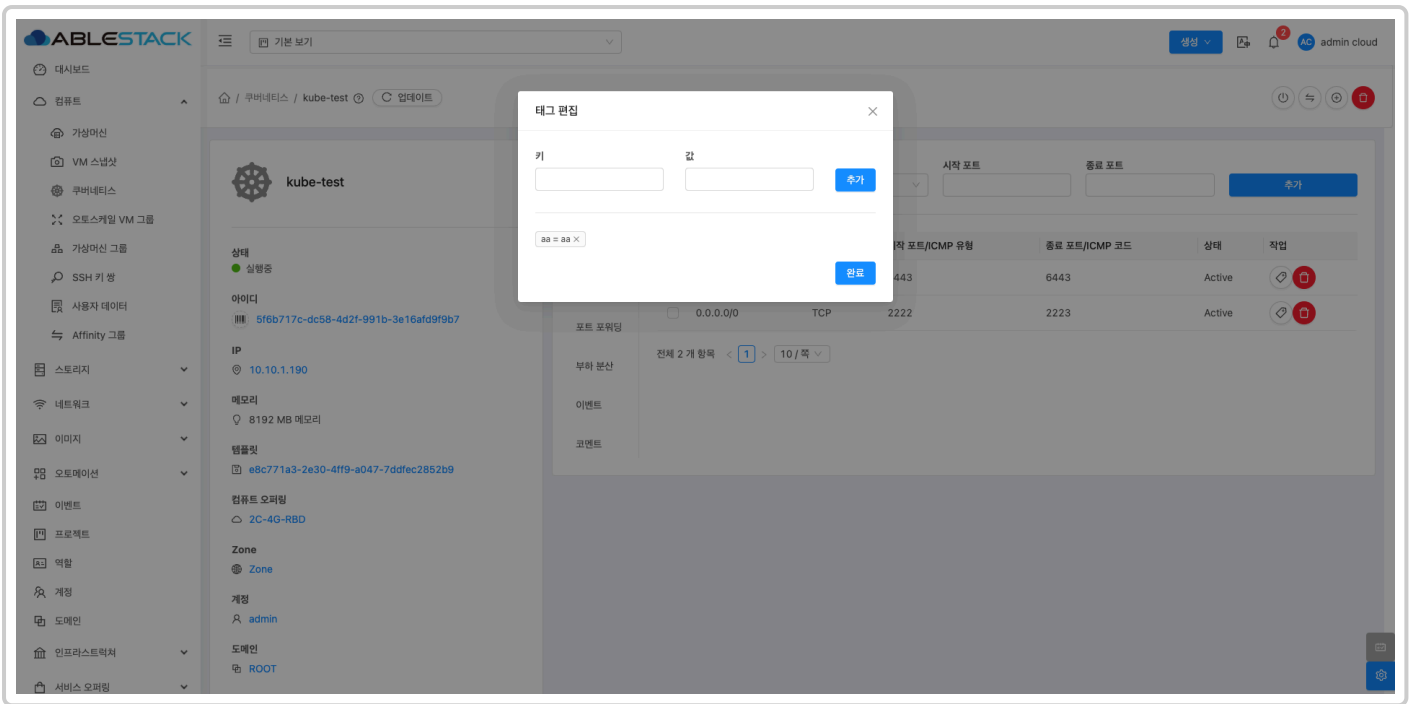 ABLESTACK
기본 보기
생성
2
AC
admin cloud
대시보드
컴퓨트
가상머신
VM 스냅샷
쿠버네티스
오토스케일 VM 그룹
가상머신 그룹
SSH 키 쌍
사용자 데이터
Affinity 그룹
스토리지
네트워크
이미지
오토메이션
이벤트
프로젝트
역할
계정
도메인
인프라스트럭쳐
서비스 오퍼링
/ 쿠버네티스 / kube-test
업데이트
kube-test
상태
실행중
아이디
5f6b717c-dc58-4d2f-991b-3e16afd9f9b7
IP
10.10.1.190
메모리
8192 MB 메모리
템플릿
e8c771a3-2e30-4ff9-a047-7ddfec2852b9
컴퓨트 오퍼링
2C-4G-RBD
Zone
Zone
계정
admin
도메인
ROOT
태그 편집
키
값
추가
aa = aa
완료
시작 포트
종료 포트
추가
작 포트/ICMP 유형
종료 포트/ICMP 코드
상태
작업
443
6443
Active
0.0.0.0/0
TCP
2222
2223
Active
포트 포워딩
부하 분산
이벤트
코멘트
전체 2 개 항목 < 1 > 10 / 쪽